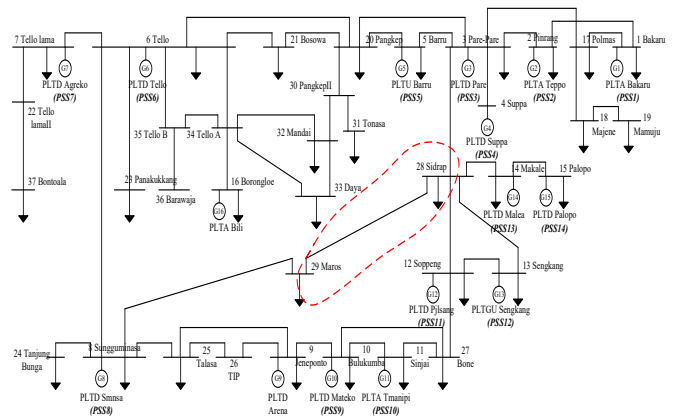 7 Tello lama
6 Tello
21 Bosowa
20 Pangkep
5 Barru
3 Pare-Pare
2 Pinrang
17 Polmas
1 Bakaru
G7
PLTD Agreko
(PSS7)
G6
PLTD Tello
(PSS6)
G5
PLTU Barru
(PSS5)
G3
PLTD Pare
(PSS3)
G2
PLTA Teppo
(PSS2)
G1
PLTA Bakaru
(PSS1)
30 PangkepII
4 Suppa
22 Tello
lamaII
G4
PLTD Suppa
(PSS4)
18
Majene
19
Mamuju
31 Tonasa
35 Tello B
34 Tello A
32 Mandai
37 Bontoala
23 Panakukkang
36 Barawaja
16 Borongloe
G16
PLTA Bili
33 Daya
28 Sidrap
14 Makale
15 Palopo
G14
PLTD Malea
(PSS13)
G15
PLTD Palopo
(PSS14)
29 Maros
12 Soppeng
13 Sengkang
G12
PLTD Pjlsang
(PSS11)
G13
PLTGU Sengkang
(PSS12)
24 Tanjung
Bunga
8 Sungguminasa
G8
PLTD Smnsa
(PSS8)
25
Talasa
26
TIP
G9
PLTD
Arena
9
Jeneponto
G10
PLTD Mateko
(PSS9)
10
Bulukumba
G11
PLTA Tmanipi
(PSS10)
11
Sinjai
27
Bone